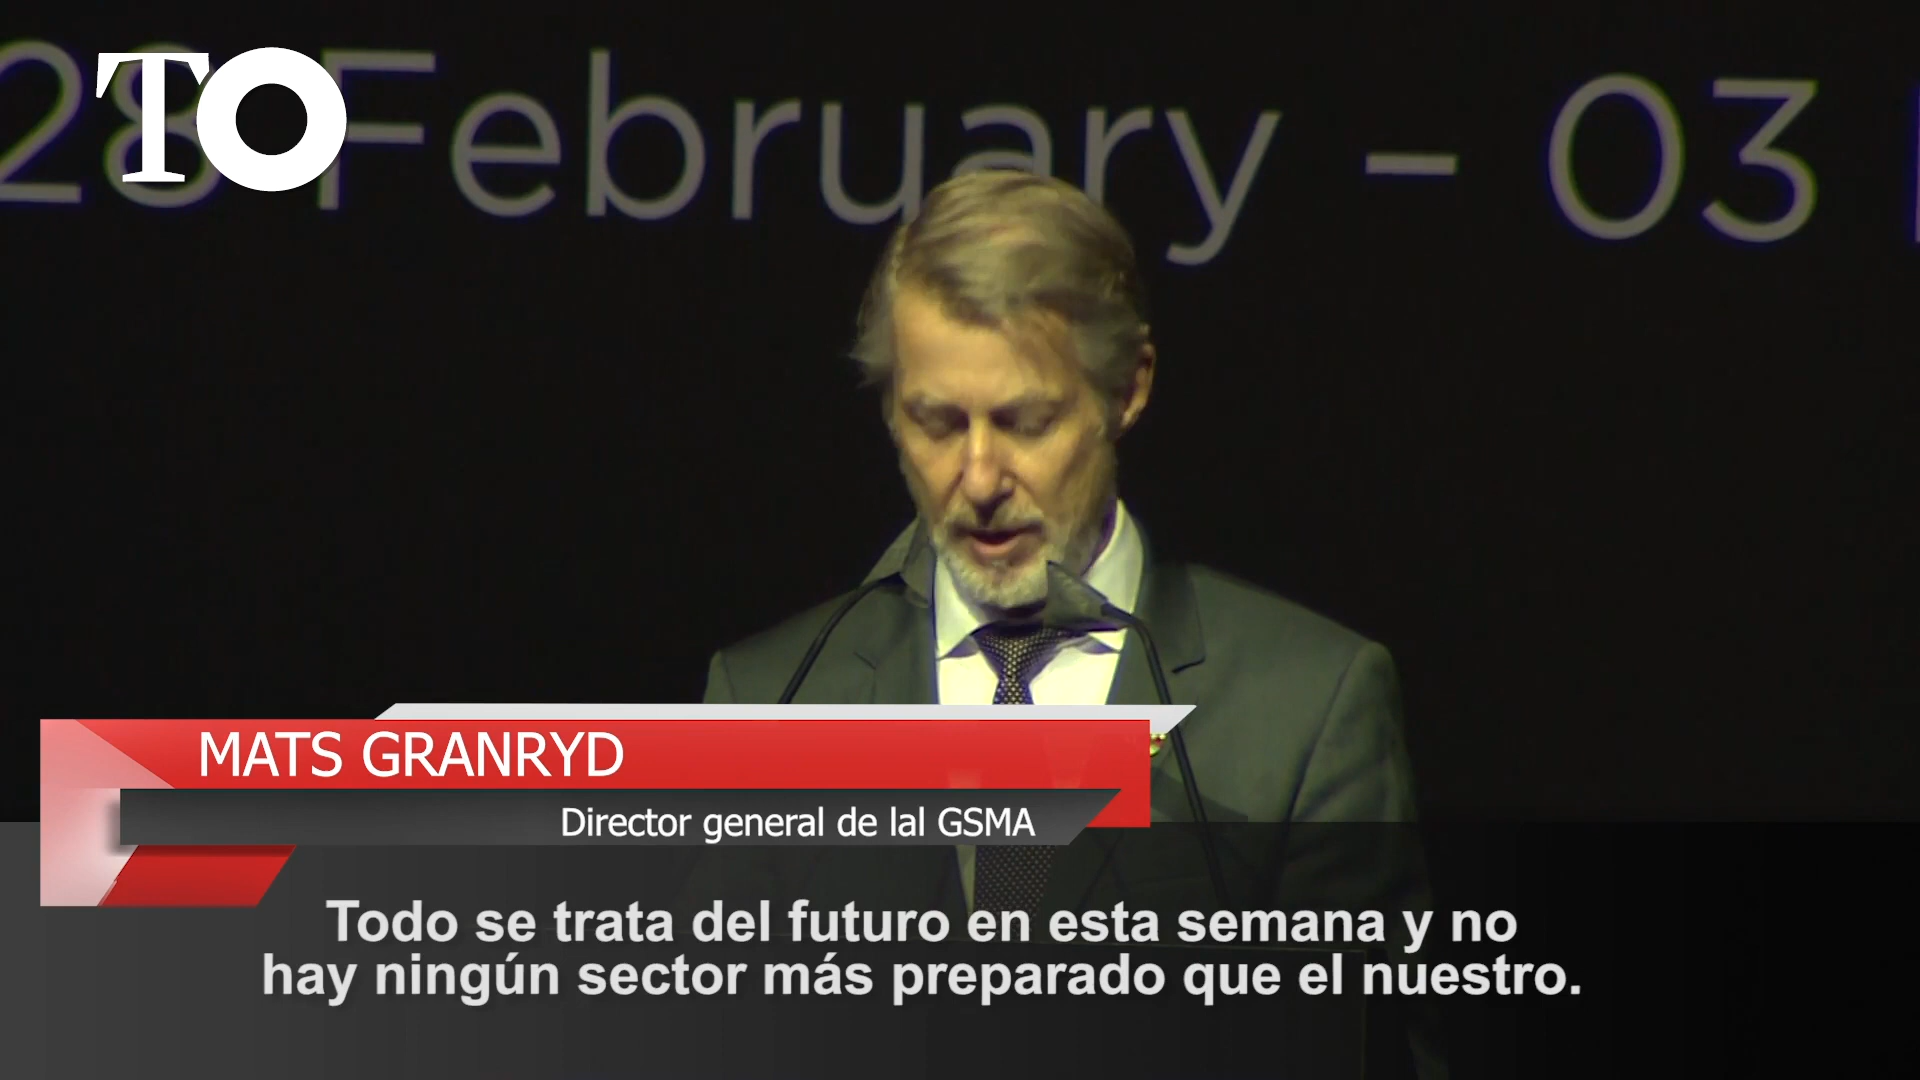 TO
28 February - 03
MATS GRANRYD
Director general de lal GSMA
Todo se trata del futuro en esta semana y no
hay ningún sector más preparado que el nuestro.